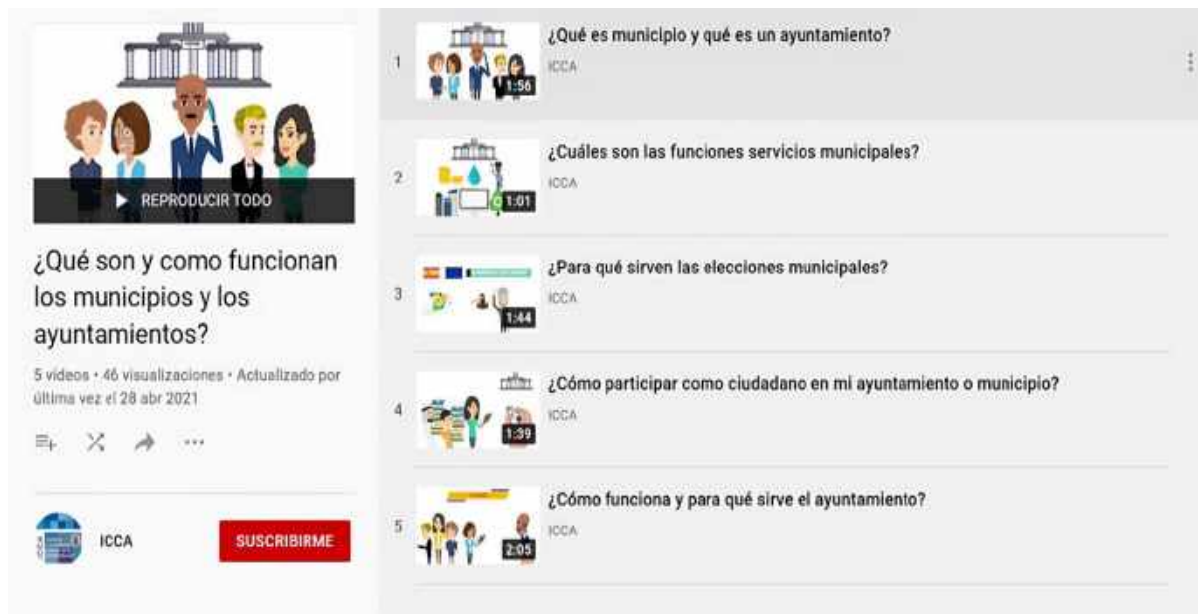 REPRODUCIR TODO
¿Qué son y como funcionan
los municipios y los
ayuntamientos?
5 videos • 46 visualizaciones • Actualizado por
última vez el 28 abr 2021
ICCA
SUSCRIBIRME
1
¿Qué es municipio y qué es un ayuntamiento?
ICCA
1:56
2
¿Cuáles son las funciones servicios municipales?
ICCA
1:01
3
¿Para qué sirven las elecciones municipales?
ICCA
1:44
4
¿Cómo participar como ciudadano en mi ayuntamiento o municipio?
ICCA
1:39
5
¿Cómo funciona y para qué sirve el ayuntamiento?
ICCA
2:05